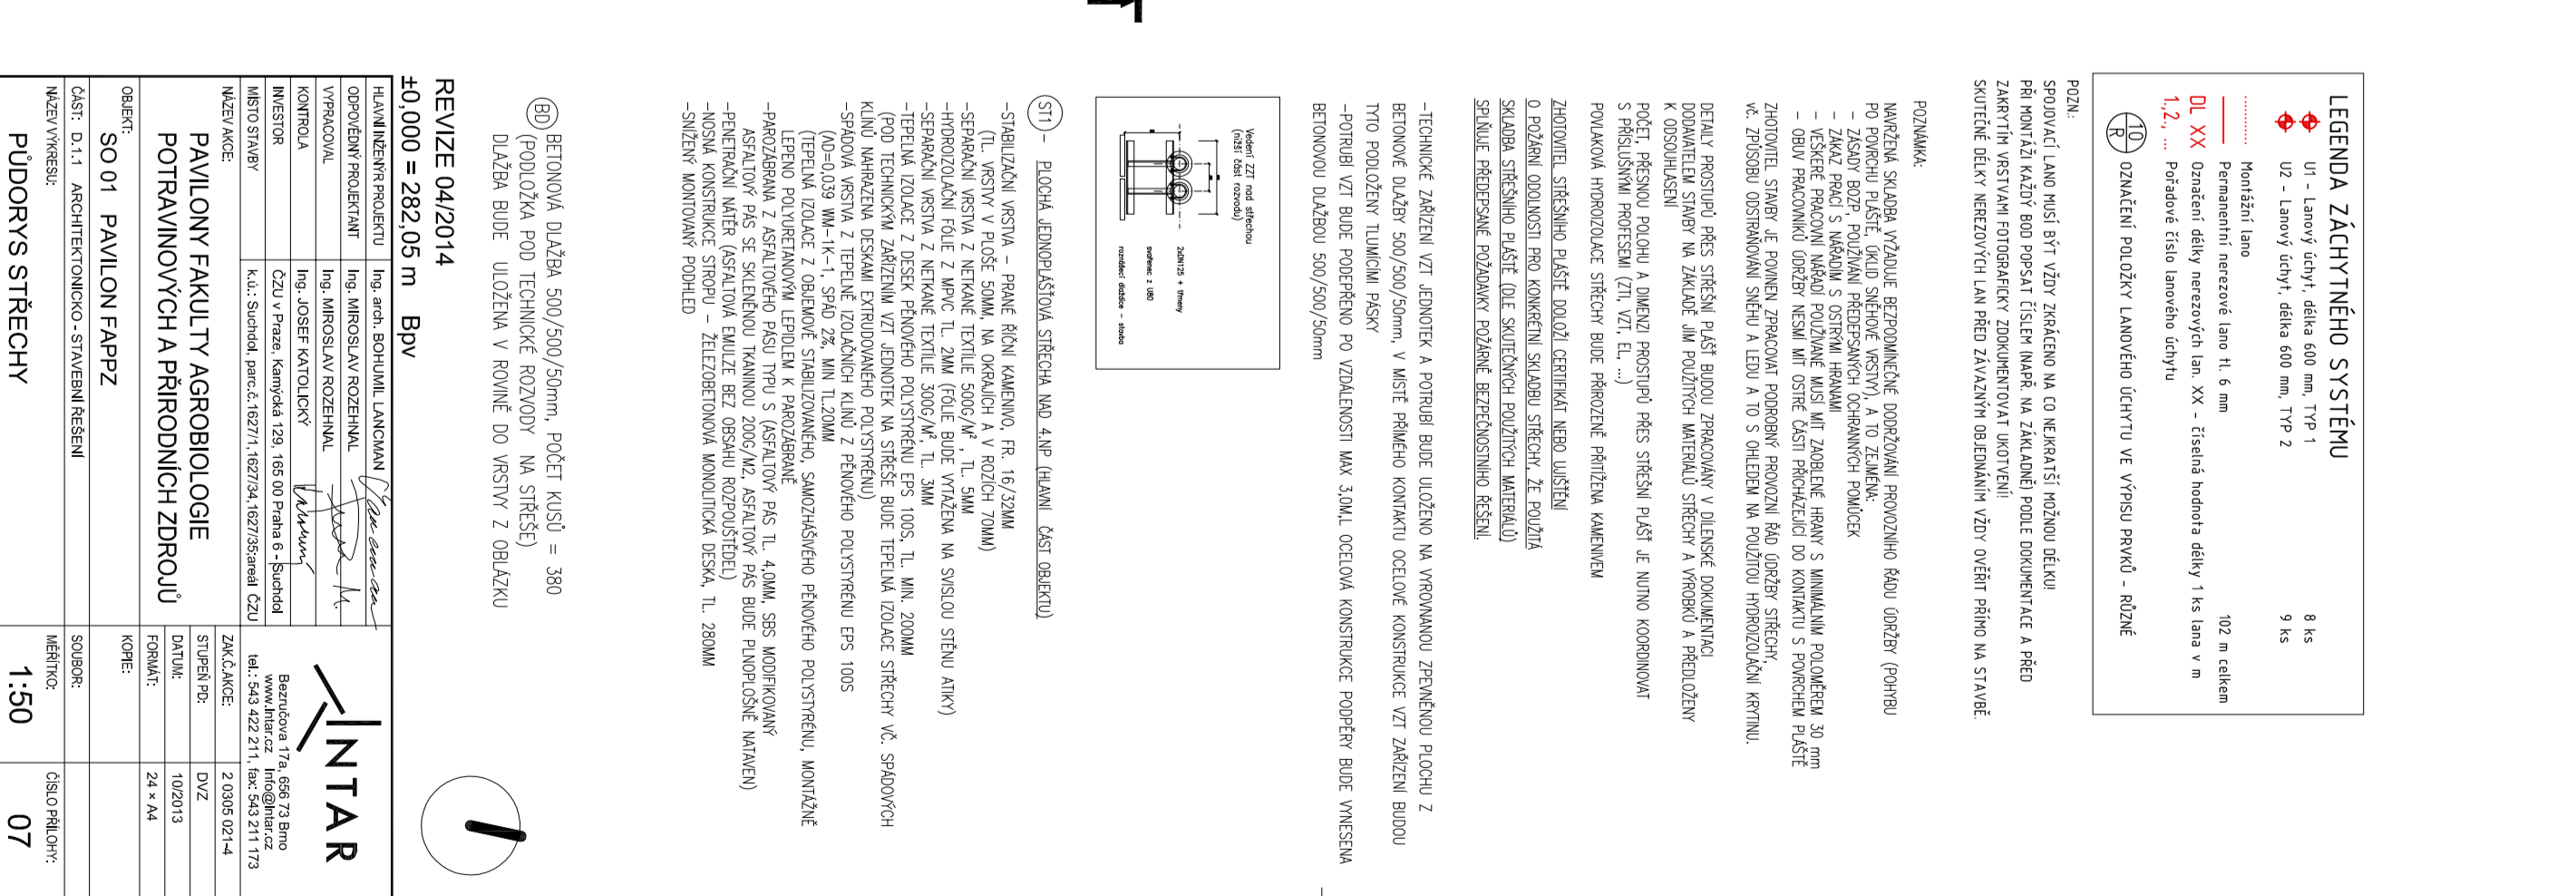 LEGENDA ZÁCHYTNÉHO SYSTÉMU
U1 – Lanový úchyt, délka 600 mm, TYP 1 8 ks
U2 – Lanový úchyt, délka 600 mm, TYP 2 9 ks
Montážní lano
Permanentní nerezové lano tl. 6 mm 102 m celkem
DL XX Označení délky nerezových lan. XX – číselná hodnota délky 1 ks lana v m
1.,2., ... Pořadové číslo lanového úchytu
10 R OZNAČENÍ POLOŽKY LANOVÉHO ÚCHYTU VE VÝPISU PRVKŮ – RŮZNÉ
POZN.:
SPOJOVACÍ LANO MUSÍ BÝT VŽDY ZKRÁCENO NA CO NEJKRATŠÍ MOŽNOU DÉLKU!
PŘI MONTÁŽI KAŽDÝ BOD POPSAT ČÍSLEM (NAPŘ. NA ZÁKLADNĚ) PODLE DOKUMENTACE A PŘED
ZAKRYTÍM VRSTVAMI FOTOGRAFICKY ZDOKUMENTOVAT UKOTVENÍ!
SKUTEČNÉ DÉLKY NEREZOVÝCH LAN PŘED ZÁVAZNÝM OBJEDNÁNÍM VŽDY OVĚŘIT PŘÍMO NA STAVBĚ.
POZNÁMKA:
NAVRŽENÁ SKLADBA VYŽADUJE BEZPODMÍNEČNÉ DODRŽOVÁNÍ PROVOZNÍHO ŘÁDU ÚDRŽBY (POHYBU
PO POVRCHU PLÁŠTĚ, ÚKLID SNĚHOVÉ VRSTVY), A TO ZEJMÉNA:
– ZÁSADY BOZP, POUŽÍVÁNÍ PŘEDEPSANÝCH OCHRANNÝCH POMŮCEK
– ZÁKAZ PRACÍ S NÁŘADÍM S OSTRÝMI HRANAMI
– VEŠKERÉ PRACOVNÍ NÁŘADÍ POUŽÍVANÉ MUSÍ MÍT ZAOBLENÉ HRANY S MINIMÁLNÍM POLOMĚREM 30 mm
– OBUV PRACOVNÍKŮ ÚDRŽBY NESMÍ MÍT OSTRÉ ČÁSTI PŘICHÁZEJÍCÍ DO KONTAKTU S POVRCHEM PLÁŠTĚ
ZHOTOVITEL STAVBY JE POVINEN ZPRACOVAT PODROBNÝ PROVOZNÍ ŘÁD ÚDRŽBY STŘECHY,
vč. ZPŮSOBU ODSTRAŇOVÁNÍ SNĚHU A LEDU A TO S OHLEDEM NA POUŽITOU HYDROIZOLAČNÍ KRYTINU.
DETAILY PROSTUPŮ PŘES STŘEŠNÍ PLÁŠŤ BUDOU ZPRACOVÁNY V DÍLENSKÉ DOKUMENTACI
DODAVATELEM STAVBY NA ZÁKLADĚ JÍM POUŽITÝCH MATERIÁLŮ STŘECHY A VÝROBKŮ A PŘEDLOŽENY
K ODSOUHLASENÍ
POČET, PŘESNOU POLOHU A DIMENZI PROSTUPŮ PŘES STŘEŠNÍ PLÁŠŤ JE NUTNO KOORDINOVAT
S PŘÍSLUŠNÝMI PROFESEMI (ZTI, VZT, EL, ...)
POVLAKOVÁ HYDROIZOLACE STŘECHY BUDE PŘIROZENĚ PŘITÍŽENA KAMENIVEM
ZHOTOVITEL STŘEŠNÍHO PLÁŠTĚ DOLOŽÍ CERTIFIKÁT NEBO UJIŠTĚNÍ
O POŽÁRNÍ ODOLNOSTI PRO KONKRÉTNÍ SKLADBU STŘECHY, ŽE POUŽITÁ
SKLADBA STŘEŠNÍHO PLÁŠTĚ (DLE SKUTEČNÝCH POUŽITÝCH MATERIÁLŮ)
SPLŇUJE PŘEDEPSANÉ POŽADAVKY POŽÁRNĚ BEZPEČNOSTNÍHO ŘEŠENÍ.
–TECHNICKÉ ZAŘÍZENÍ VZT JEDNOTEK A POTRUBÍ BUDE ULOŽENO NA VYROVNANOU ZPEVNĚNOU PLOCHU Z
BETONOVÉ DLAŽBY 500/500/50mm, V MÍSTĚ PŘÍMÉHO KONTAKTU OCELOVÉ KONSTRUKCE VZT ZAŘÍZENÍ BUDOU
TYTO PODLOŽENY TLUMÍCÍMI PÁSKY
–POTRUBÍ VZT BUDE PODEPŘENO PO VZDÁLENOSTI MAX 3,0M,L OCELOVÁ KONSTRUKCE PODPĚRY BUDE VYNESENA
BETONOVOU DLAŽBOU 500/500/50mm
Vedení ZZT nad střechou
(nižší část rozvodu)
2xDN125 + třmeny
svařenec z U80
roznášecí dlaždice – stavba
ST1 – PLOCHÁ JEDNOPLÁŠŤOVÁ STŘECHA NAD 4.NP (HLAVNÍ ČÁST OBJEKTU)
–STABILIZAČNÍ VRSTVA – PRANÉ ŘÍČNÍ KAMENIVO, FR. 16/32MM
(TL. VRSTVY V PLOŠE 50MM, NA OKRAJÍCH A V ROZÍCH 70MM)
–SEPARAČNÍ VRSTVA Z NETKANÉ TEXTÍLIE 500G/M², TL. 5MM
–HYDROIZOLAČNÍ FÓLIE Z MPVC TL. 2MM (FÓLIE BUDE VYTAŽENA NA SVISLOU STĚNU ATIKY)
–SEPARAČNÍ VRSTVA Z NETKANÉ TEXTÍLIE 300G/M², TL. 3MM
–TEPELNÁ IZOLACE Z DESEK PĚNOVÉHO POLYSTYRÉNU EPS 100S, TL. MIN. 200MM
(POD TECHNICKÝM ZAŘÍZENÍM VZT JEDNOTEK NA STŘEŠE BUDE TEPELNÁ IZOLACE STŘECHY VČ. SPÁDOVÝCH
KLÍNŮ NAHRAZENA DESKAMI EXTRUDOVANÉHO POLYSTYRÉNU)
–SPÁDOVÁ VRSTVA Z TEPELNĚ IZOLAČNÍCH KLÍNŮ Z PĚNOVÉHO POLYSTYRÉNU EPS 100S
(ΛD=0,039 WM–1K–1, SPÁD 2%, MIN TL.20MM
(TEPELNÁ IZOLACE Z OBJEMOVĚ STABILIZOVANÉHO, SAMOZHÁŠIVÉHO PĚNOVÉHO POLYSTYRÉNU, MONTÁŽNĚ
LEPENO POLYURETANOVÝM LEPIDLEM K PAROZÁBRANĚ
–PAROZÁBRANA Z ASFALTOVÉHO PÁSU TYPU S (ASFALTOVÝ PÁS TL. 4,0MM, SBS MODIFIKOVANÝ
ASFALTOVÝ PÁS SE SKLENĚNOU TKANINOU 200G/M2, ASFALTOVÝ PÁS BUDE PLNOPLOŠNĚ NATAVEN)
–PENETRAČNÍ NÁTĚR (ASFALTOVÁ EMULZE BEZ OBSAHU ROZPOUŠTĚDEL)
–NOSNÁ KONSTRUKCE STROPU – ŽELEZOBETONOVÁ MONOLITICKÁ DESKA, TL. 280MM
–SNÍŽENÝ MONTOVANÝ PODHLED
BD BETONOVÁ DLAŽBA 500/500/50mm, POČET KUSŮ = 380
(PODLOŽKA POD TECHNICKÉ ROZVODY NA STŘEŠE)
DLAŽBA BUDE ULOŽENA V ROVINĚ DO VRSTVY Z OBLÁZKU
REVIZE 04/2014
±0,000 = 282,05 m Bpv
HLAVNÍ INŽENÝR PROJEKTU Ing. arch. BOHUMIL LANCMAN
ODPOVĚDNÝ PROJEKTANT Ing. MIROSLAV ROZEHNAL
VYPRACOVAL Ing. MIROSLAV ROZEHNAL
KONTROLA Ing. JOSEF KATOLICKÝ
INVESTOR ČZU v Praze, Kamýcká 129, 165 00 Praha 6 - Suchdol
MÍSTO STAVBY k.ú.: Suchdol, parc.č.1627/1,1627/34,1627/35;areál ČZU
INTAR
Bezručova 17a, 656 73 Brno
www.intar.cz info@intar.cz
tel.: 543 422 211, fax: 543 211 173
NÁZEV AKCE:
PAVILONY FAKULTY AGROBIOLOGIE
POTRAVINOVÝCH A PŘÍRODNÍCH ZDROJŮ
ZAK.Č.AKCE: 2 0305 021-4
STUPEŇ PD: DVZ
DATUM: 10/2013
FORMÁT: 24 × A4
OBJEKT:
SO 01 PAVILON FAPPZ
KOPIE:
ČÁST: D.1.1 ARCHITEKTONICKO - STAVEBNÍ ŘEŠENÍ
SOUBOR:
NÁZEV VÝKRESU:
PŮDORYS STŘECHY
MĚŘÍTKO:
1:50
ČÍSLO PŘÍLOHY:
07